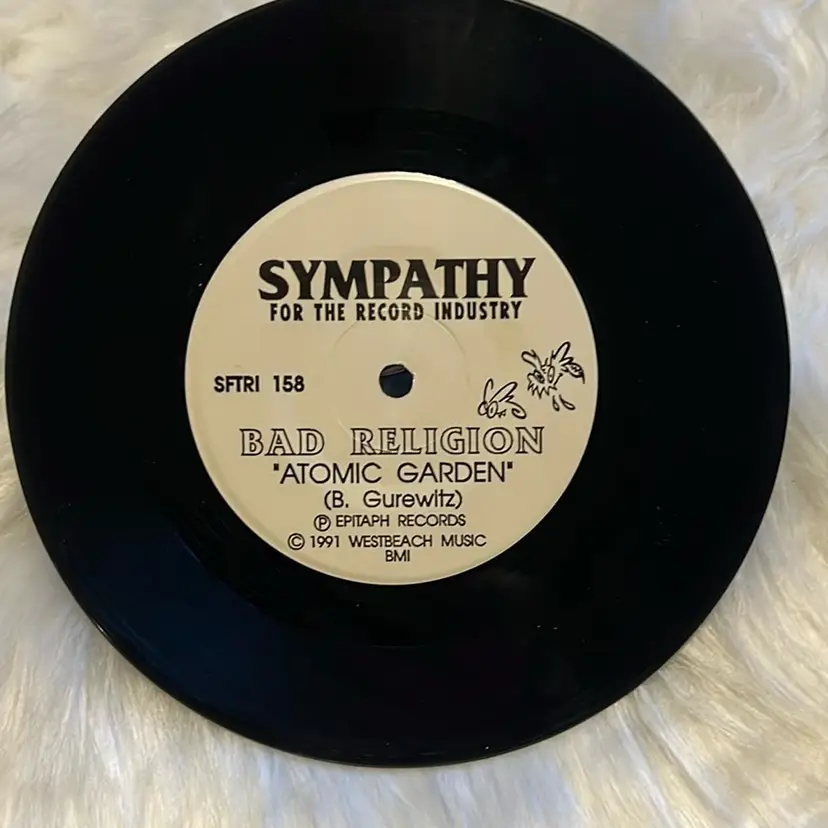 SYMPATHY
FOR THE RECORD INDUSTRY
SFTRI 158
BAD RELIGION
"ATOMIC GARDEN"
(B. Gurewitz)
Ⓟ EPITAPH RECORDS
© 1991 WESTBEACH MUSIC
BMI